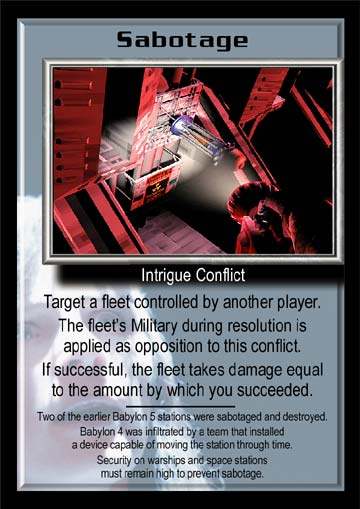 Sabotage
Intrigue Conflict
Target a fleet controlled by another player.
The fleet's Military during resolution is
applied as opposition to this conflict.
If successful, the fleet takes damage equal
to the amount by which you succeeded.
Two of the earlier Babylon 5 stations were sabotaged and destroyed.
Babylon 4 was infiltrated by a team that installed
a device capable of moving the station through time.
Security on warships and space stations
must remain high to prevent sabotage.